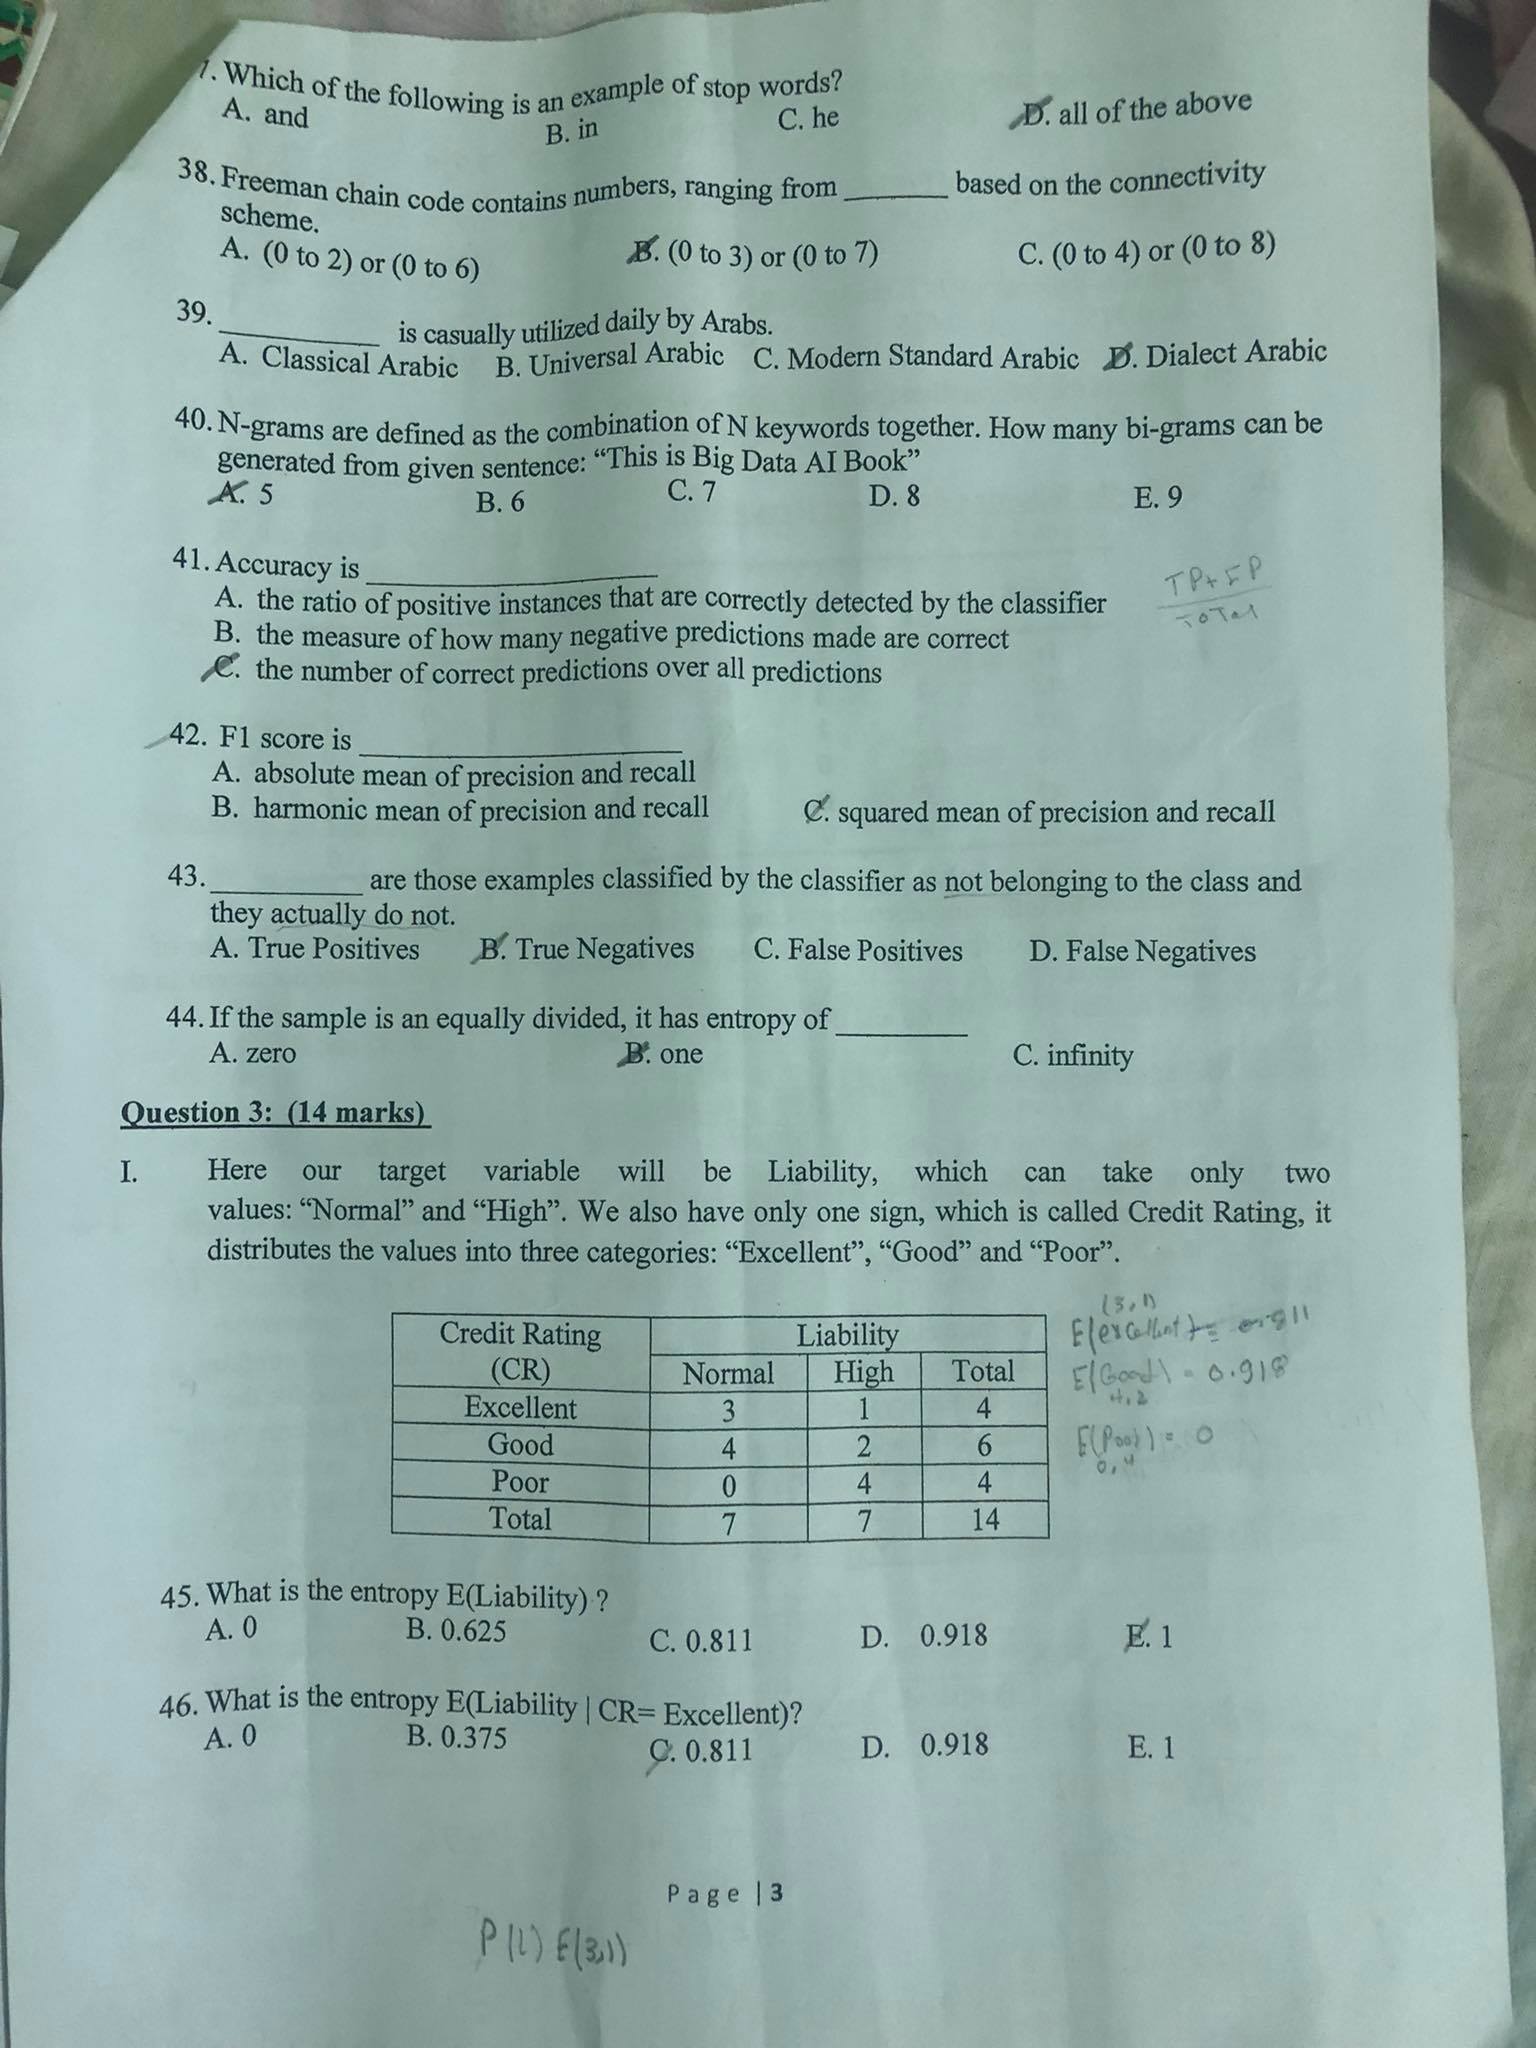 7. Which of the following is an example of stop words?
A. and B. in C. he D. all of the above
38. Freeman chain code contains numbers, ranging from _______ based on the connectivity
scheme.
A. (0 to 2) or (0 to 6) B. (0 to 3) or (0 to 7) C. (0 to 4) or (0 to 8)
39. ___________ is casually utilized daily by Arabs.
A. Classical Arabic B. Universal Arabic C. Modern Standard Arabic D. Dialect Arabic
40. N-grams are defined as the combination of N keywords together. How many bi-grams can be
generated from given sentence: “This is Big Data AI Book”
A. 5 B. 6 C. 7 D. 8 E. 9
41. Accuracy is ____________________
A. the ratio of positive instances that are correctly detected by the classifier
B. the measure of how many negative predictions made are correct
C. the number of correct predictions over all predictions
TP+FP
Total
42. F1 score is ______________________
A. absolute mean of precision and recall
B. harmonic mean of precision and recall C. squared mean of precision and recall
43. __________ are those examples classified by the classifier as not belonging to the class and
they actually do not.
A. True Positives B. True Negatives C. False Positives D. False Negatives
44. If the sample is an equally divided, it has entropy of _________
A. zero B. one C. infinity
Question 3: (14 marks)
I. Here our target variable will be Liability, which can take only two
values: “Normal” and “High”. We also have only one sign, which is called Credit Rating, it
distributes the values into three categories: “Excellent”, “Good” and “Poor”.
Credit Rating Liability
(CR) Normal High Total
Excellent 3 1 4
Good 4 2 6
Poor 0 4 4
Total 7 7 14
(3,1)
E(excellent) = 0.811
E(Good) = 0.918
4,2
E(Poor) = 0
0,4
45. What is the entropy E(Liability) ?
A. 0 B. 0.625 C. 0.811 D. 0.918 E. 1
46. What is the entropy E(Liability | CR= Excellent)?
A. 0 B. 0.375 C. 0.811 D. 0.918 E. 1
Page | 3
P(L) E(3,1)